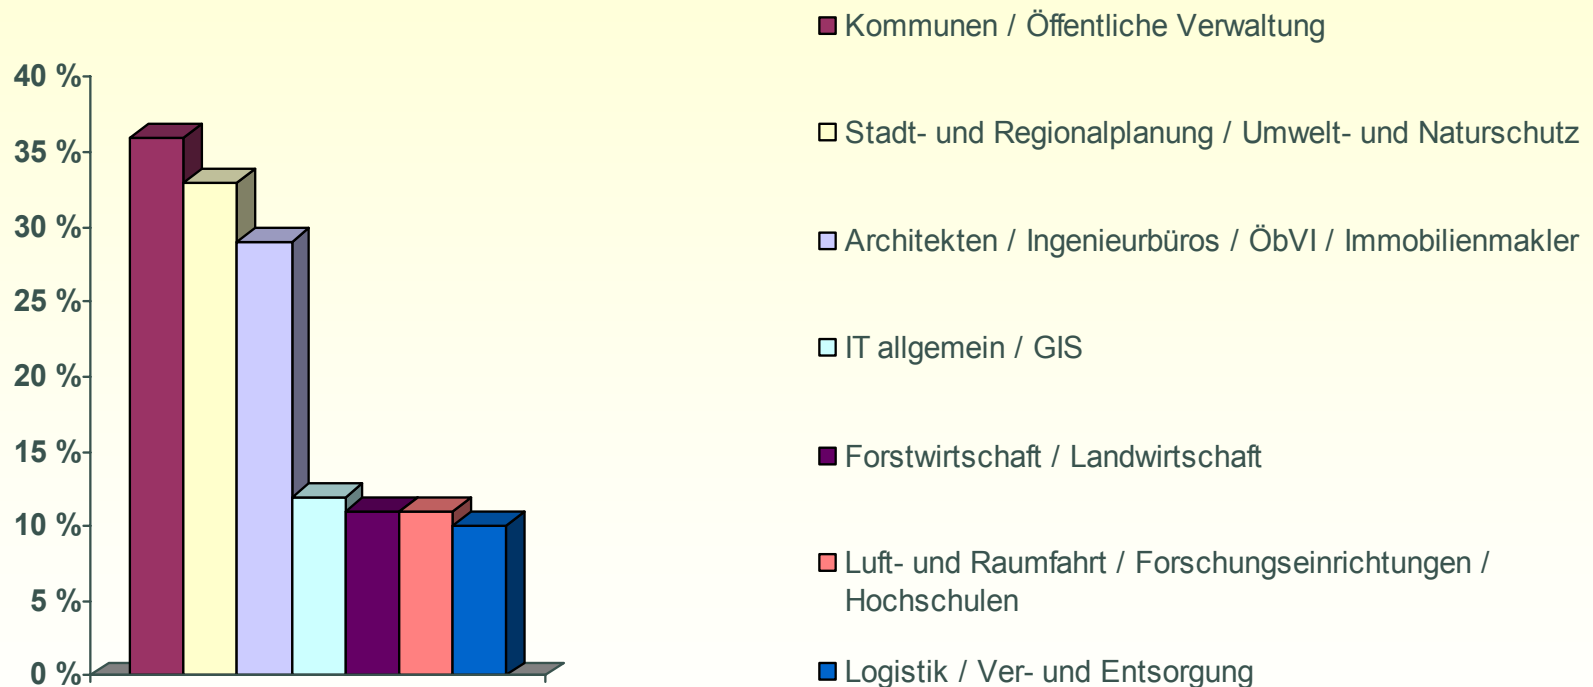 40 %
35 %
30 %
25 %
20 %
15 %
10 %
5 %
0 %
Kommunen / Öffentliche Verwaltung
Stadt- und Regionalplanung / Umwelt- und Naturschutz
Architekten / Ingenieurbüros / ÖbVI / Immobilienmakler
IT allgemein / GIS
Forstwirtschaft / Landwirtschaft
Luft- und Raumfahrt / Forschungseinrichtungen /
Hochschulen
Logistik / Ver- und Entsorgung